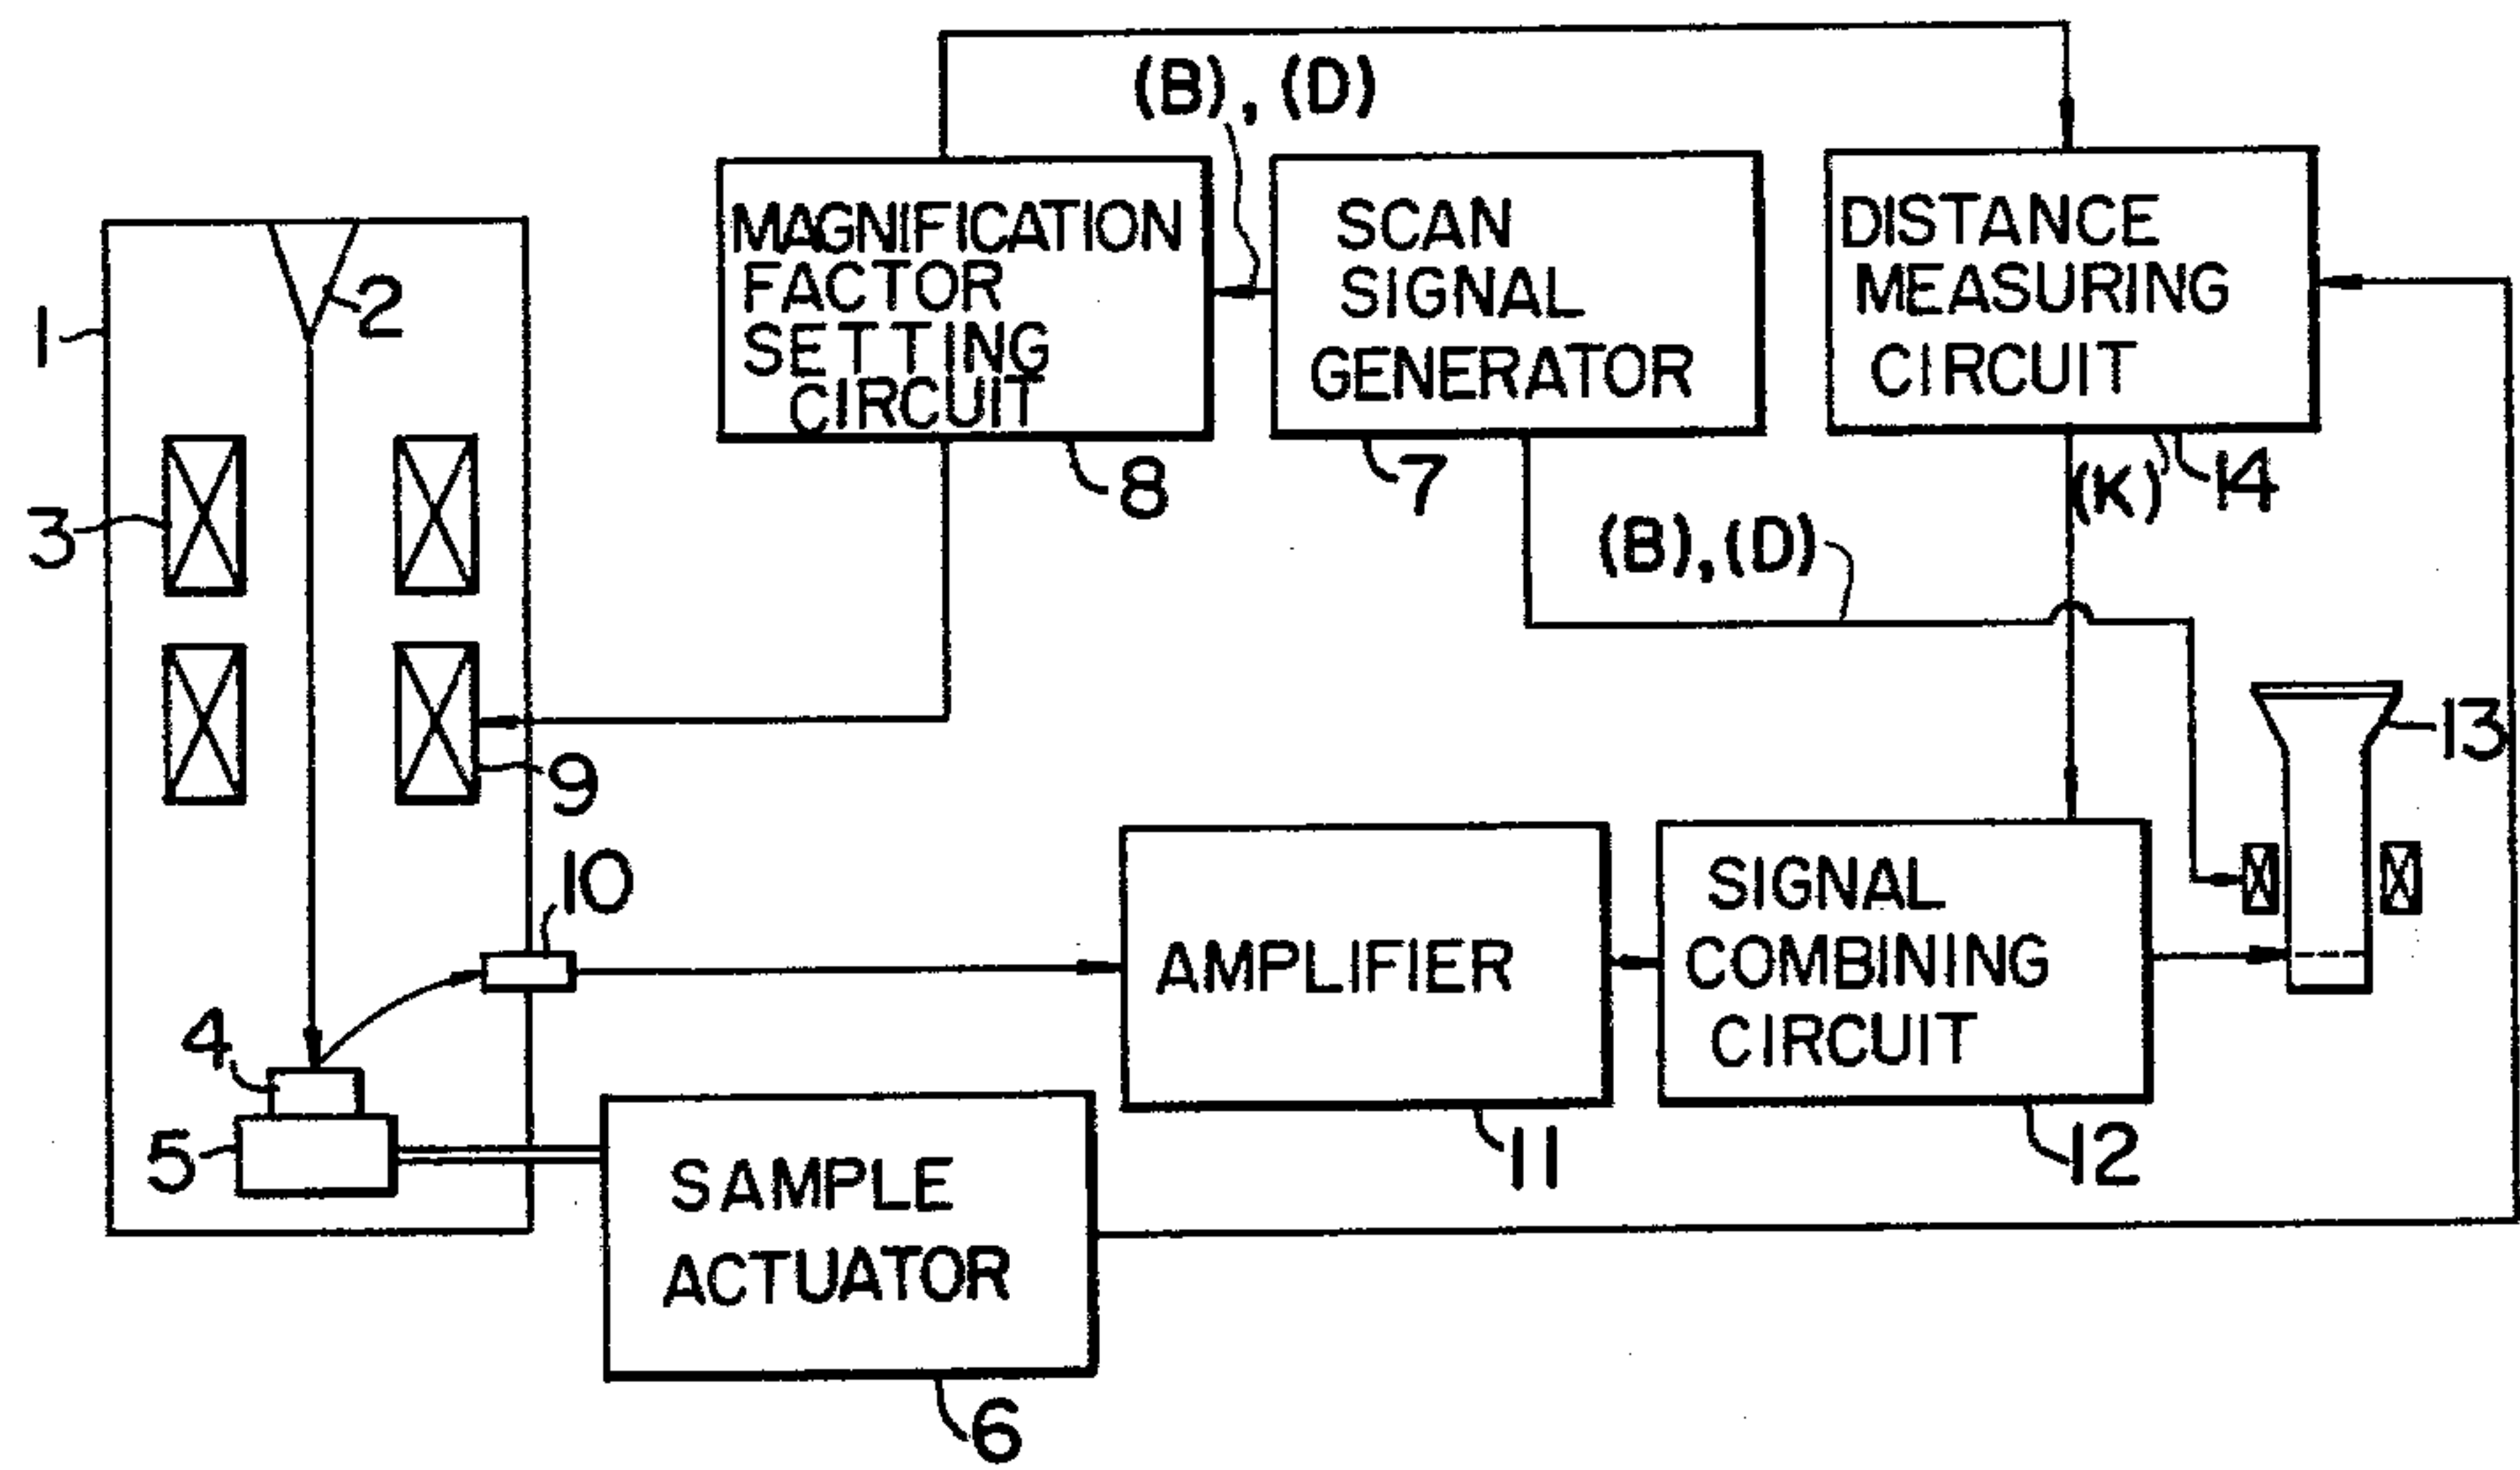 (B), (D)
MAGNIFICATION
FACTOR
SETTING
CIRCUIT
SCAN
SIGNAL
GENERATOR
DISTANCE
MEASURING
CIRCUIT
1
2
3
8
7
(K)
14
(B), (D)
13
9
10
AMPLIFIER
SIGNAL
COMBINING
CIRCUIT
4
5
SAMPLE
ACTUATOR
11
12
6